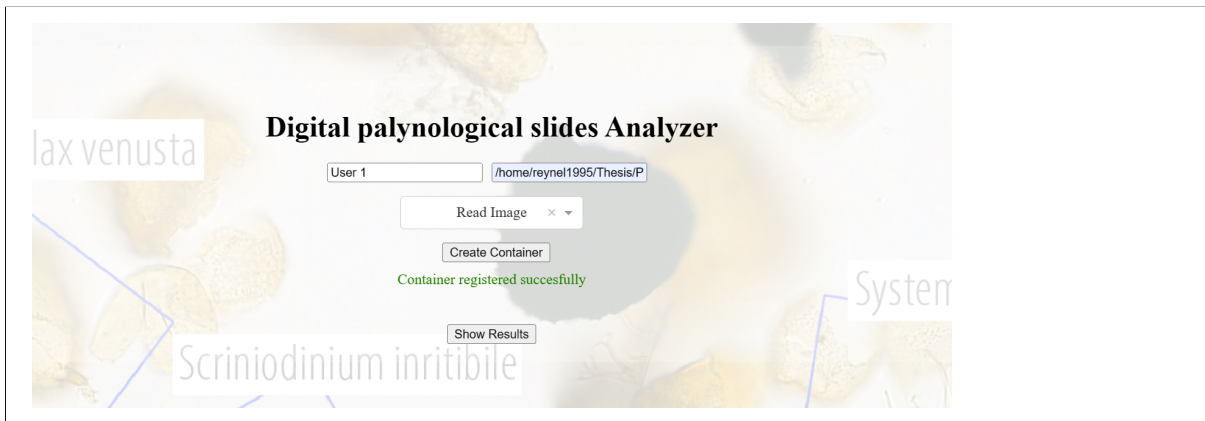 Digital palynological slides Analyzer
lax venusta
User 1 /home/reynel1995/Thesis/P
Read Image × 
Create Container
Container registered succesfully
System
Show Results
Scriniodinium inritibile